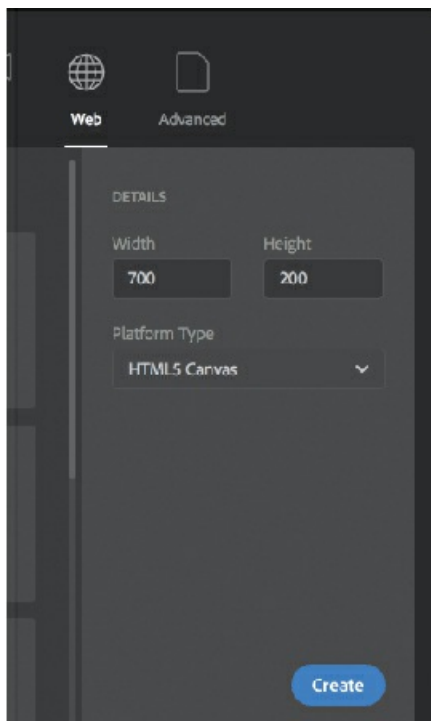 Web Advanced
DETAILS
Width Height
700 200
Platform Type
HTML5 Canvas
Create